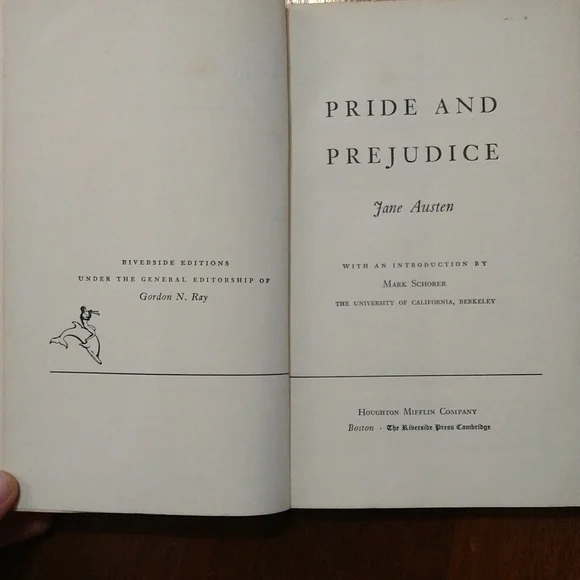 RIVERSIDE EDITIONS
UNDER THE GENERAL EDITORSHIP OF
Gordon N. Ray
PRIDE AND
PREJUDICE
Jane Austen
WITH AN INTRODUCTION BY
MARK SCHORER
THE UNIVERSITY OF CALIFORNIA, BERKELEY
HOUGHTON MIFFLIN COMPANY
Boston · The Riverside Press Cambridge